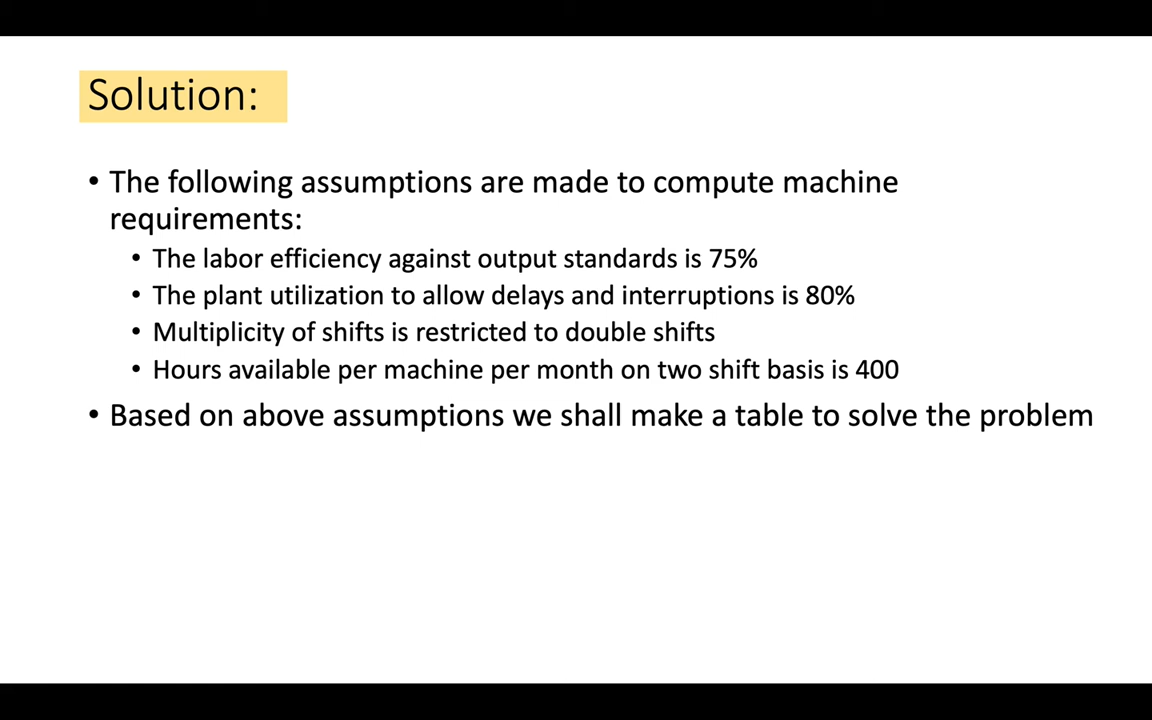 Solution:
• The following assumptions are made to compute machine
requirements:
• The labor efficiency against output standards is 75%
• The plant utilization to allow delays and interruptions is 80%
• Multiplicity of shifts is restricted to double shifts
• Hours available per machine per month on two shift basis is 400
• Based on above assumptions we shall make a table to solve the problem